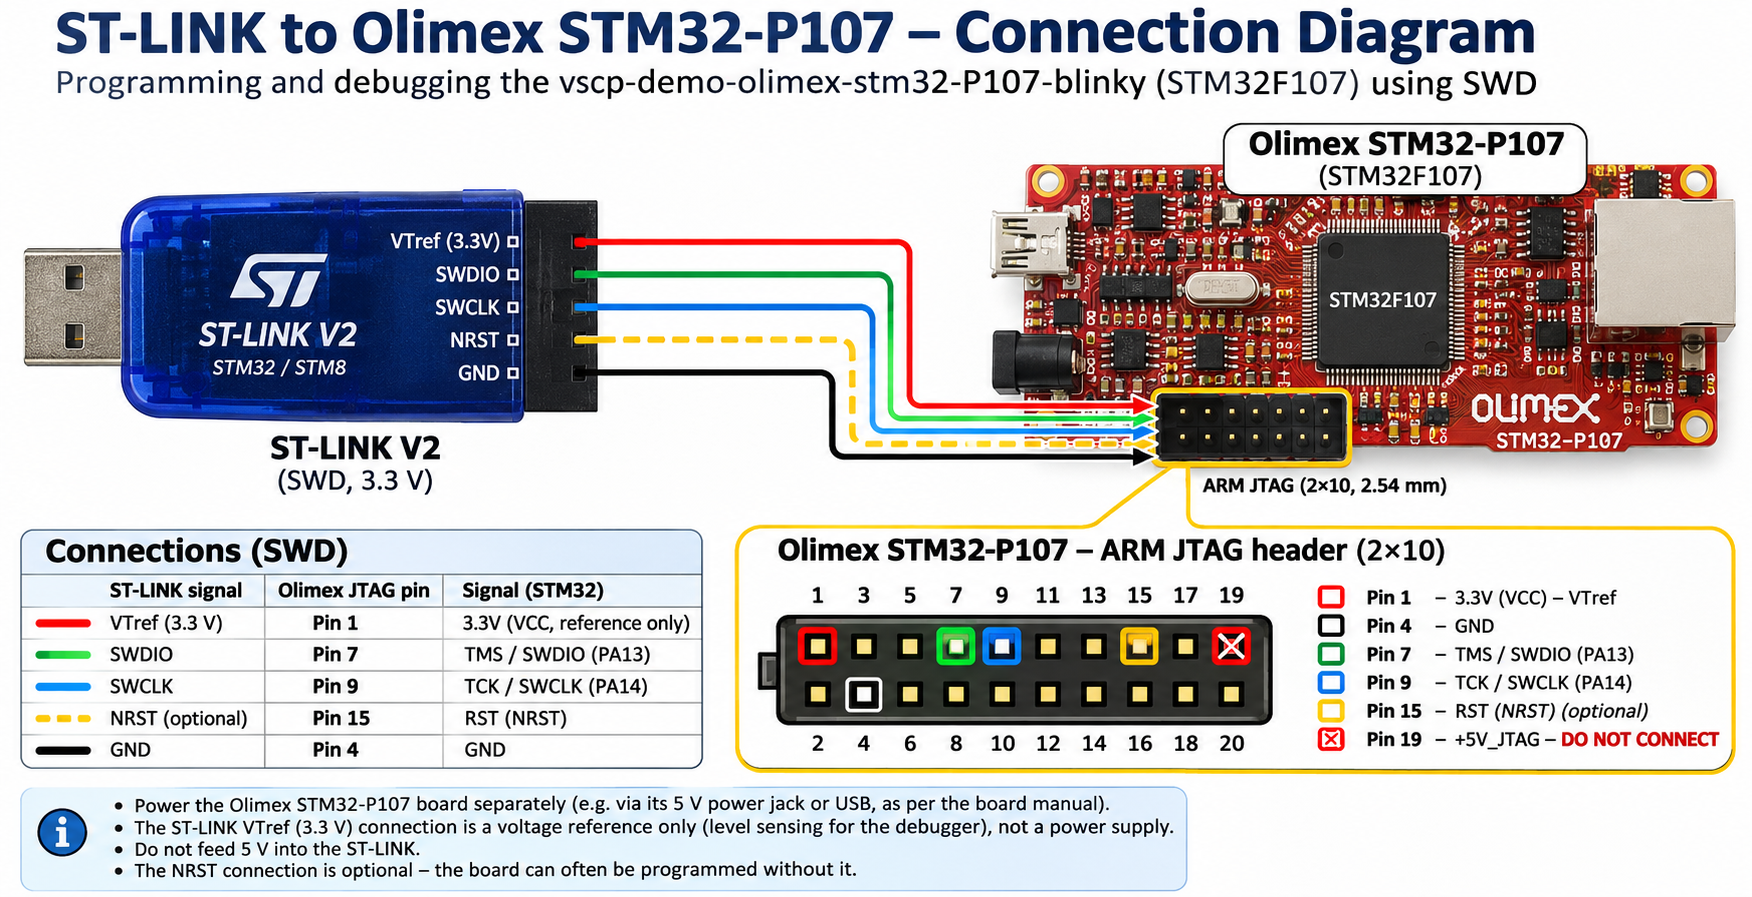 ST-LINK to Olimex STM32-P107 – Connection Diagram
Programming and debugging the vscp-demo-olimex-stm32-P107-blinky (STM32F107) using SWD
Olimex STM32-P107
(STM32F107)
VTref (3.3V)
SWDIO
SWCLK
NRST
GND
ST-LINK V2
STM32 / STM8
STM32F107
OLIMEX
STM32-P107
ST-LINK V2
(SWD, 3.3 V)
ARM JTAG (2×10, 2.54 mm)
Connections (SWD)
ST-LINK signal Olimex JTAG pin Signal (STM32)
VTref (3.3 V) Pin 1 3.3V (VCC, reference only)
SWDIO Pin 7 TMS / SWDIO (PA13)
SWCLK Pin 9 TCK / SWCLK (PA14)
NRST (optional) Pin 15 RST (NRST)
GND Pin 4 GND
Olimex STM32-P107 – ARM JTAG header (2×10)
1 3 5 7 9 11 13 15 17 19
2 4 6 8 10 12 14 16 18 20
Pin 1 – 3.3V (VCC) – VTref
Pin 4 – GND
Pin 7 – TMS / SWDIO (PA13)
Pin 9 – TCK / SWCLK (PA14)
Pin 15 – RST (NRST) (optional)
Pin 19 – +5V_JTAG – DO NOT CONNECT
• Power the Olimex STM32-P107 board separately (e.g. via its 5 V power jack or USB, as per the board manual).
• The ST-LINK VTref (3.3 V) connection is a voltage reference only (level sensing for the debugger), not a power supply.
• Do not feed 5 V into the ST-LINK.
• The NRST connection is optional – the board can often be programmed without it.